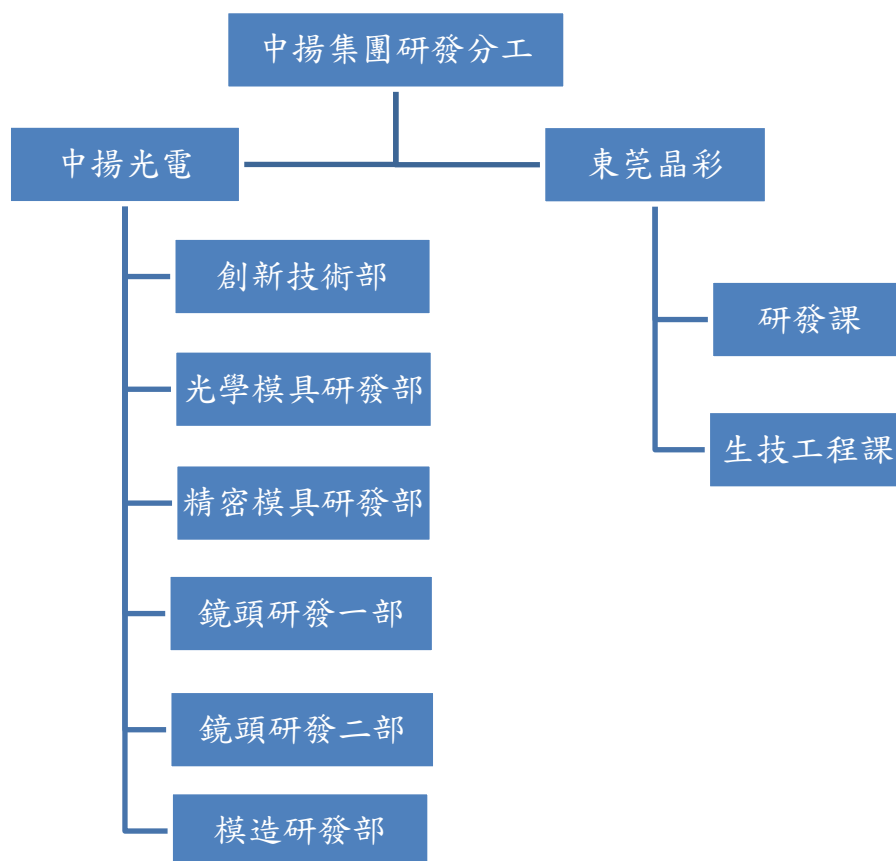 中揚集團研發分工
中揚光電
東莞晶彩
創新技術部
光學模具研發部
精密模具研發部
鏡頭研發一部
鏡頭研發二部
模造研發部
研發課
生技工程課